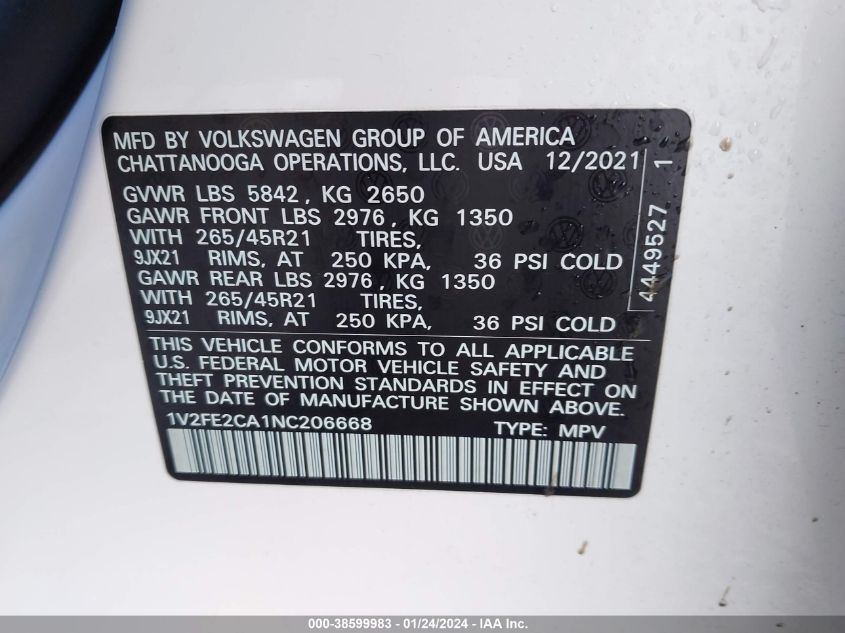 MFD BY VOLKSWAGEN GROUP OF AMERICA
CHATTANOOGA OPERATIONS, LLC. USA 12/2021
GVWR LBS 5842, KG 2650
GAWR FRONT LBS 2976, KG 1350
WITH 265/45R21 TIRES,
9JX21 RIMS, AT 250 KPA, 36 PSI COLD
GAWR REAR LBS 2976, KG 1350
WITH 265/45R21 TIRES,
9JX21 RIMS, AT 250 KPA, 36 PSI COLD
THIS VEHICLE CONFORMS TO ALL APPLICABLE
U.S. FEDERAL MOTOR VEHICLE SAFETY AND
THEFT PREVENTION STANDARDS IN EFFECT ON
THE DATE OF MANUFACTURE SHOWN ABOVE.
1V2FE2CA1NC206668 TYPE: MPV
4449527 1
000-38599983 - 01/24/2024 - IAA Inc.